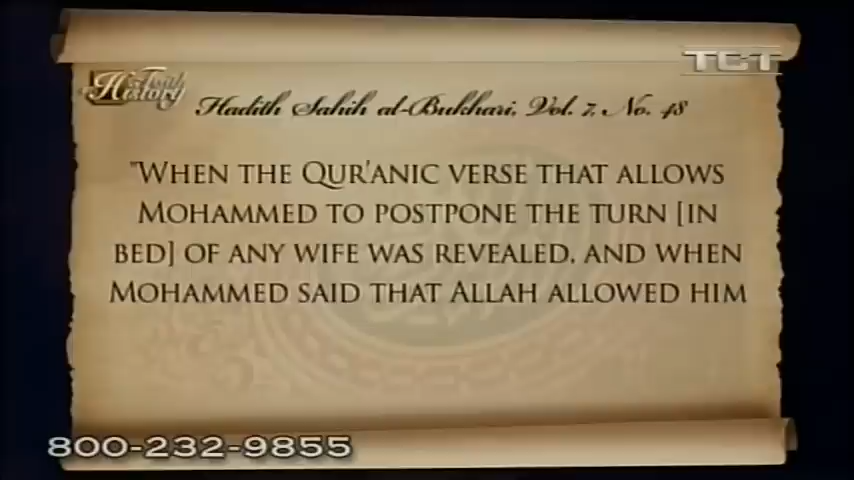 TCT
Faith
History
Hadith Sahih al-Bukhari, Vol. 7, No. 48
"WHEN THE QUR'ANIC VERSE THAT ALLOWS
MOHAMMED TO POSTPONE THE TURN [IN
BED] OF ANY WIFE WAS REVEALED, AND WHEN
MOHAMMED SAID THAT ALLAH ALLOWED HIM
800-232-9855